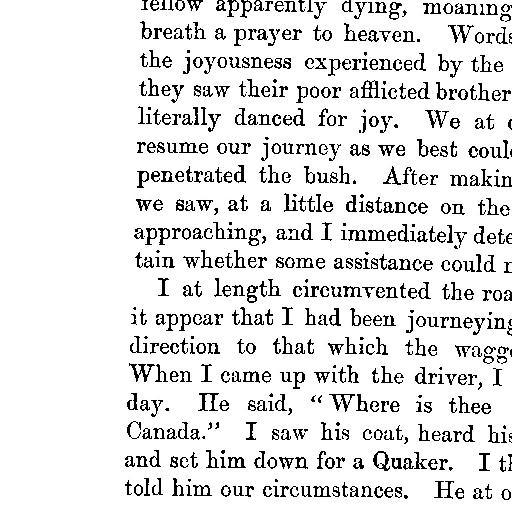 fellow apparently dying, moaning
breath a prayer to heaven. Words
the joyousness experienced by the
they saw their poor afflicted brother
literally danced for joy. We at
resume our journey as we best coul
penetrated the bush. After makin
we saw, at a little distance on the
approaching, and I immediately dete
tain whether some assistance could
I at length circumvented the roa
it appear that I had been journeying
direction to that which the wagg
When I came up with the driver, I
day. He said, “Where is thee
Canada.” I saw his coat, heard his
and set him down for a Quaker. I t
told him our circumstances. He at o